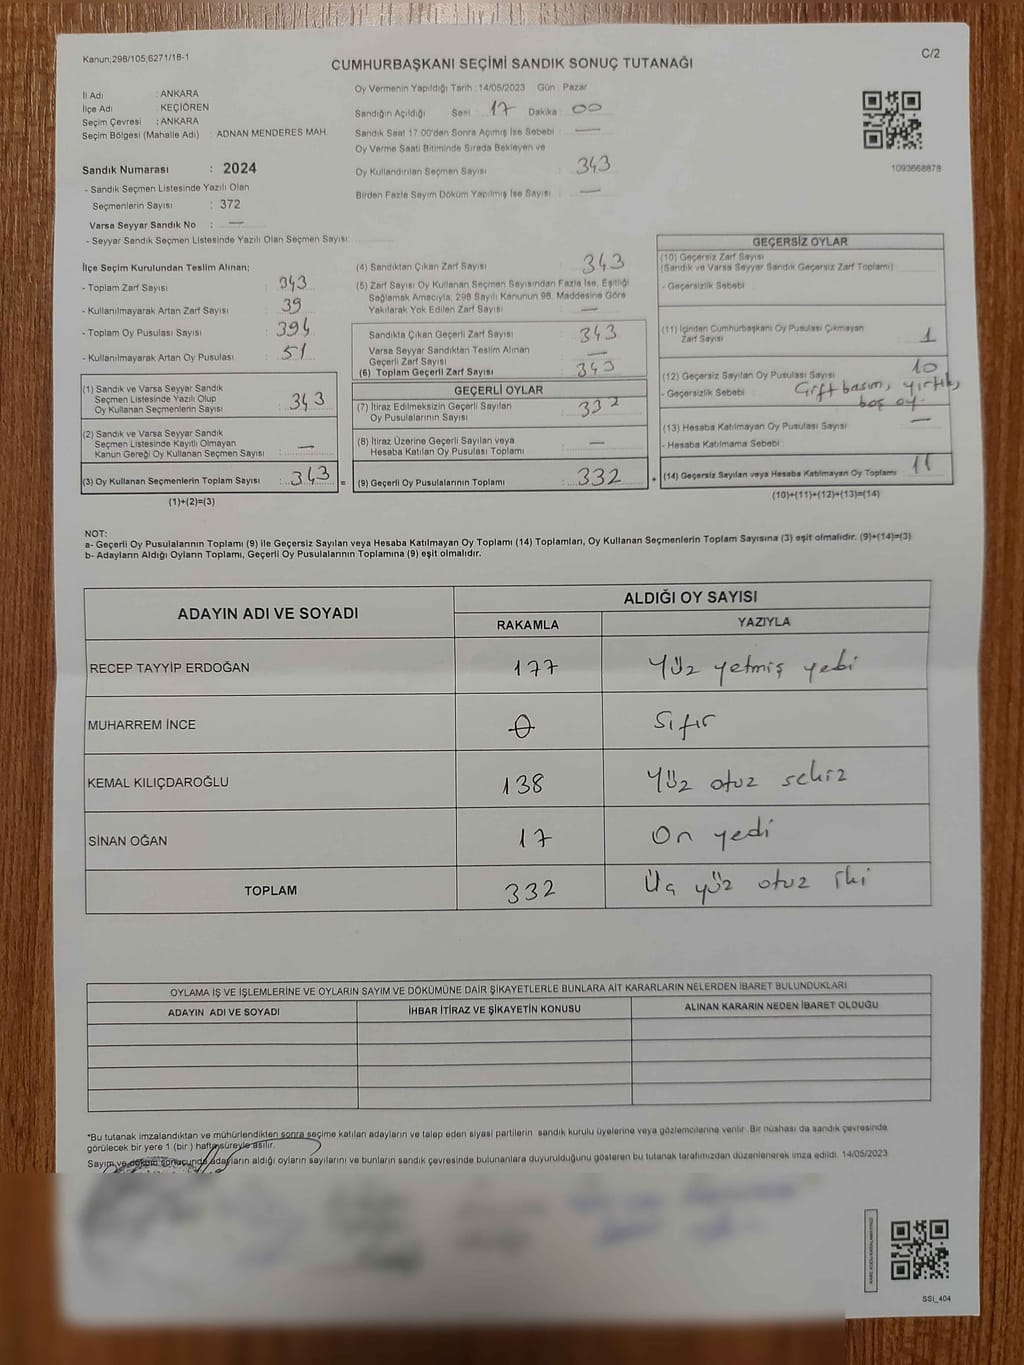 Kanun;298/105;6271/18-1
C/2
CUMHURBAŞKANI SEÇİMİ SANDIK SONUÇ TUTANAĞI
İl Adı : ANKARA
İlçe Adı : KEÇİÖREN
Seçim Çevresi : ANKARA
Seçim Bölgesi (Mahalle Adı) : ADNAN MENDERES MAH.
Sandık Numarası : 2024
- Sandık Seçmen Listesinde Yazılı Olan
Seçmenlerin Sayısı : 372
Varsa Seyyar Sandık No : —
- Seyyar Sandık Seçmen Listesinde Yazılı Olan Seçmen Sayısı:
Oy Vermenin Yapıldığı Tarih : 14/05/2023 Gün : Pazar
Sandığın Açıldığı Saat 17 Dakika 00
Sandık Saat 17:00'den Sonra Açılmış İse Sebebi : —
Oy Verme Saati Bitiminde Sırada Bekleyen ve
Oy Kullandırılan Seçmen Sayısı : 343
Birden Fazla Sayım Döküm Yapılmış İse Sayısı : —
1093668878
İlçe Seçim Kurulundan Teslim Alınan;
- Toplam Zarf Sayısı : 343
- Kullanılmayarak Artan Zarf Sayısı : 39
- Toplam Oy Pusulası Sayısı : 394
- Kullanılmayarak Artan Oy Pusulası : 51
(1) Sandık ve Varsa Seyyar Sandık
Seçmen Listesinde Yazılı Olup
Oy Kullanan Seçmenlerin Sayısı : 343
(2) Sandık ve Varsa Seyyar Sandık
Seçmen Listesinde Kayıtlı Olmayan
Kanun Gereği Oy Kullanan Seçmen Sayısı : —
(3) Oy Kullanan Seçmenlerin Toplam Sayısı : 343 =
(1)+(2)=(3)
(4) Sandıktan Çıkan Zarf Sayısı : 343
(5) Zarf Sayısı Oy Kullanan Seçmen Sayısından Fazla İse, Eşitliği
Sağlamak Amacıyla, 298 Sayılı Kanunun 98. Maddesine Göre
Yakılarak Yok Edilen Zarf Sayısı : —
Sandıkta Çıkan Geçerli Zarf Sayısı : 343
Varsa Seyyar Sandıktan Teslim Alınan
Geçerli Zarf Sayısı : —
(6) Toplam Geçerli Zarf Sayısı : 343
GEÇERLİ OYLAR
(7) İtiraz Edilmeksizin Geçerli Sayılan
Oy Pusulalarının Sayısı : 332
(8) İtiraz Üzerine Geçerli Sayılan veya
Hesaba Katılan Oy Pusulası Toplamı : —
(9) Geçerli Oy Pusulalarının Toplamı : 332 +
GEÇERSİZ OYLAR
(10) Geçersiz Zarf Sayısı
(Sandık ve Varsa Seyyar Sandık Geçersiz Zarf Toplamı)
- Geçersizlik Sebebi :
(11) İçinden Cumhurbaşkanı Oy Pusulası Çıkmayan
Zarf Sayısı : 1
(12) Geçersiz Sayılan Oy Pusulası Sayısı : 10
- Geçersizlik Sebebi : Çift basım, yırtık,
boş oy.
(13) Hesaba Katılmayan Oy Pusulası Sayısı : —
- Hesaba Katılmama Sebebi :
(14) Geçersiz Sayılan veya Hesaba Katılmayan Oy Toplamı : 11
(10)+(11)+(12)+(13)=(14)
NOT:
a- Geçerli Oy Pusulalarının Toplamı (9) ile Geçersiz Sayılan veya Hesaba Katılmayan Oy Toplamı (14) Toplamları, Oy Kullanan Seçmenlerin Toplam Sayısına (3) eşit olmalıdır. (9)+(14)=(3)
b- Adayların Aldığı Oyların Toplamı, Geçerli Oy Pusulalarının Toplamına (9) eşit olmalıdır.
ADAYIN ADI VE SOYADI
ALDIĞI OY SAYISI
RAKAMLA YAZIYLA
RECEP TAYYİP ERDOĞAN 177 Yüz yetmiş yedi
MUHARREM İNCE 0 Sıfır
KEMAL KILIÇDAROĞLU 138 Yüz otuz sekiz
SİNAN OĞAN 17 On yedi
TOPLAM 332 Üç yüz otuz iki
OYLAMA İŞ VE İŞLEMLERİNE VE OYLARIN SAYIM VE DÖKÜMÜNE DAİR ŞİKAYETLERLE BUNLARA AİT KARARLARIN NELERDEN İBARET BULUNDUKLARI
ADAYIN ADI VE SOYADI İHBAR İTİRAZ VE ŞİKAYETİN KONUSU ALINAN KARARIN NEDEN İBARET OLDUĞU
*Bu tutanak imzalandıktan ve mühürlendikten sonra seçime katılan adayların ve talep eden siyasi partilerin sandık kurulu üyelerine veya gözlemcilerine verilir .Bir nüshası da sandık çevresinde
görülecek bir yere 1 (bir ) hafta süreyle asılır.
Sayım ve döküm sonucunda adayların aldığı oyların sayılarını ve bunların sandık çevresinde bulunanlara duyurulduğunu gösteren bu tutanak tarafımızdan düzenlenerek imza edildi. 14/05/2023
SSI_404